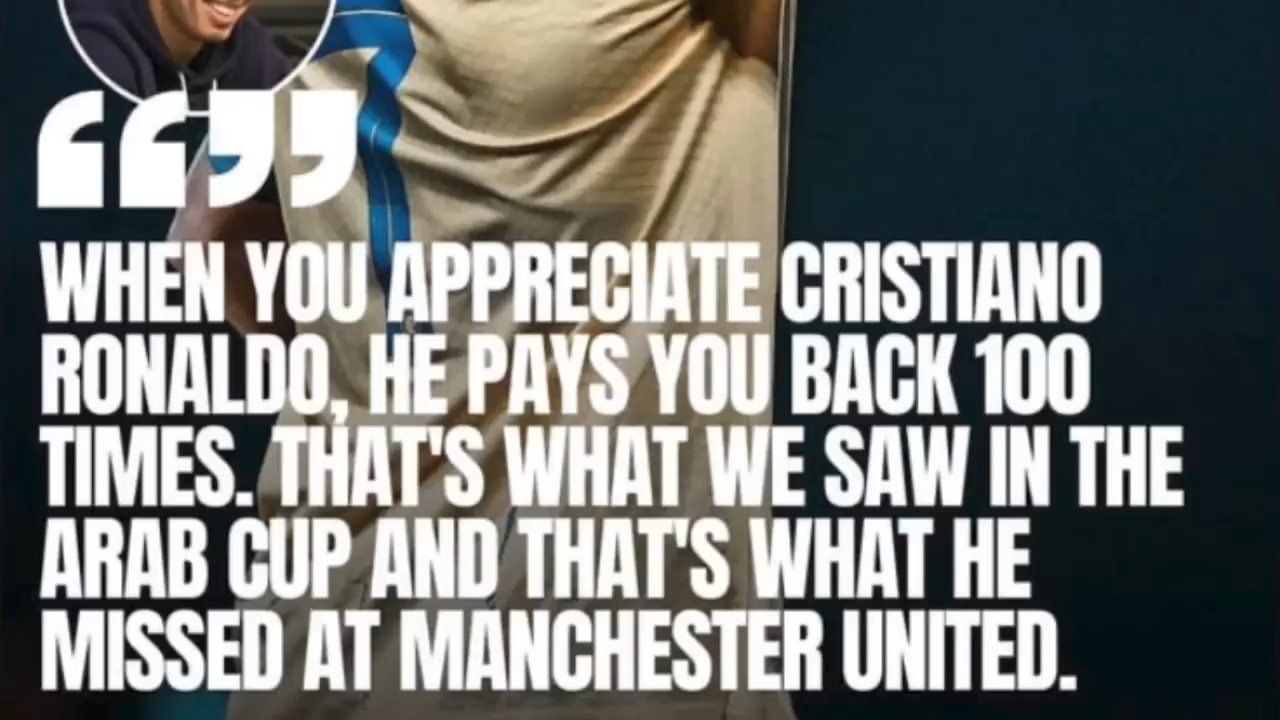 WHEN YOU APPRECIATE CRISTIANO
RONALDO, HE PAYS YOU BACK 100
TIMES. THAT'S WHAT WE SAW IN THE
ARAB CUP AND THAT'S WHAT HE
MISSED AT MANCHESTER UNITED.